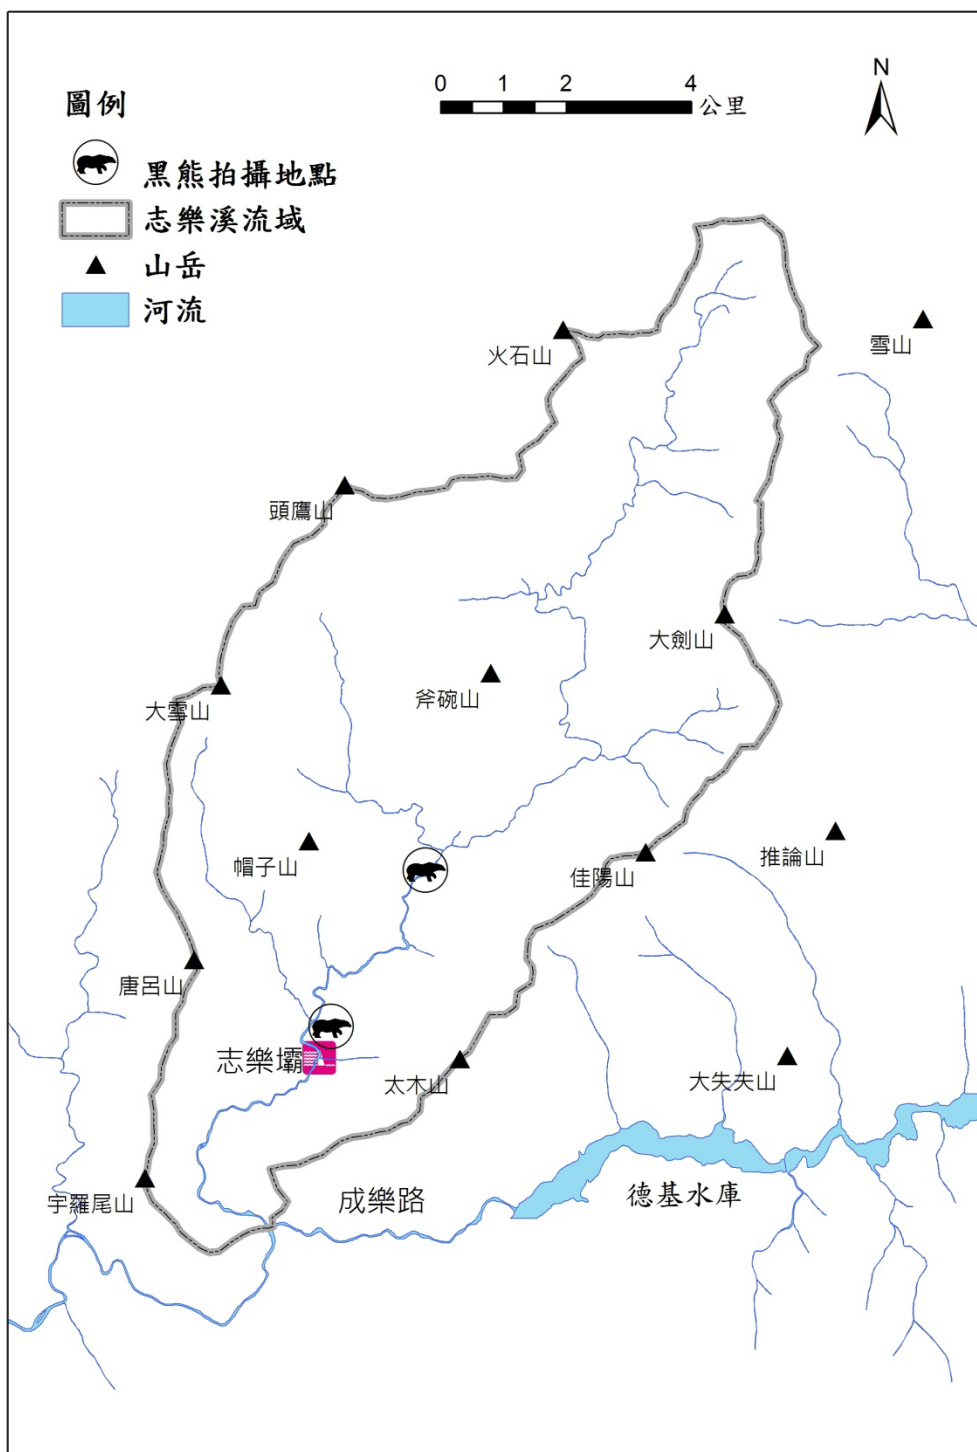 圖例
0 1 2 4
公里
N
黑熊拍攝地點
志樂溪流域
山岳
河流
火石山
雪山
頭鷹山
大劍山
斧碗山
大雪山
帽子山
佳陽山
推論山
唐呂山
志樂壩
太木山
大失夫山
宇羅尾山
成樂路
德基水庫